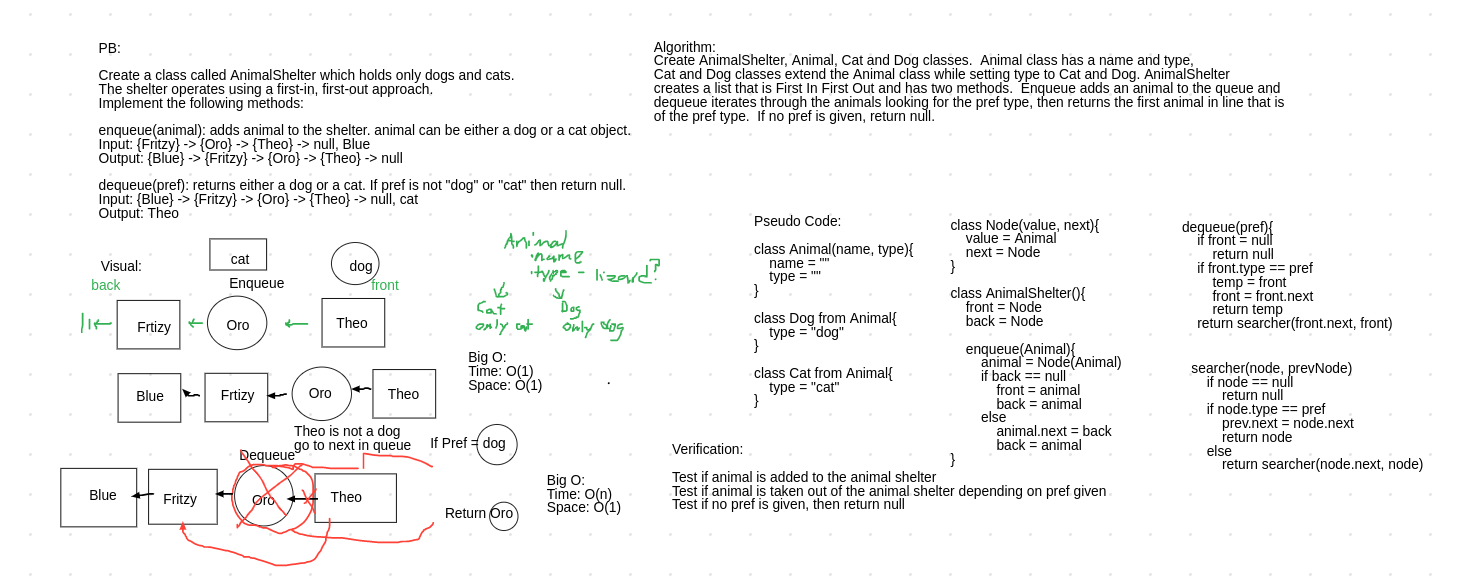 PB:
Create a class called AnimalShelter which holds only dogs and cats.
The shelter operates using a first-in, first-out approach.
Implement the following methods:
enqueue(animal): adds animal to the shelter. animal can be either a dog or a cat object.
Input: {Fritzy} -> {Oro} -> {Theo} -> null, Blue
Output: {Blue} -> {Fritzy} -> {Oro} -> {Theo} -> null
dequeue(pref): returns either a dog or a cat. If pref is not "dog" or "cat" then return null.
Input: {Blue} -> {Fritzy} -> {Oro} -> {Theo} -> null, cat
Output: Theo
Visual:
cat
dog
back
Enqueue
front
Frtizy
Oro
Theo
Blue
Frtizy
Oro
Theo
Theo is not a dog
go to next in queue
Dequeue
Blue
Fritzy
Oro
Theo
If Pref = dog
Return Oro
Animal
name
type - lizard?
Cat
only cat
Dog
only dog
Big O:
Time: O(1)
Space: O(1)
Big O:
Time: O(n)
Space: O(1)
Algorithm:
Create AnimalShelter, Animal, Cat and Dog classes.  Animal class has a name and type,
Cat and Dog classes extend the Animal class while setting type to Cat and Dog. AnimalShelter
creates a list that is First In First Out and has two methods.  Enqueue adds an animal to the queue and
dequeue iterates through the animals looking for the pref type, then returns the first animal in line that is
of the pref type.  If no pref is given, return null.
Pseudo Code:
class Animal(name, type){
name = ""
type = ""
}
class Dog from Animal{
type = "dog"
}
class Cat from Animal{
type = "cat"
}
class Node(value, next){
value = Animal
next = Node
}
class AnimalShelter(){
front = Node
back = Node
enqueue(Animal){
animal = Node(Animal)
if back == null
front = animal
back = animal
else
animal.next = back
back = animal
}
dequeue(pref){
if front = null
return null
if front.type == pref
temp = front
front = front.next
return temp
return searcher(front.next, front)
searcher(node, prevNode)
if node == null
return null
if node.type == pref
prev.next = node.next
return node
else
return searcher(node.next, node)
Verification:
Test if animal is added to the animal shelter
Test if animal is taken out of the animal shelter depending on pref given
Test if no pref is given, then return null